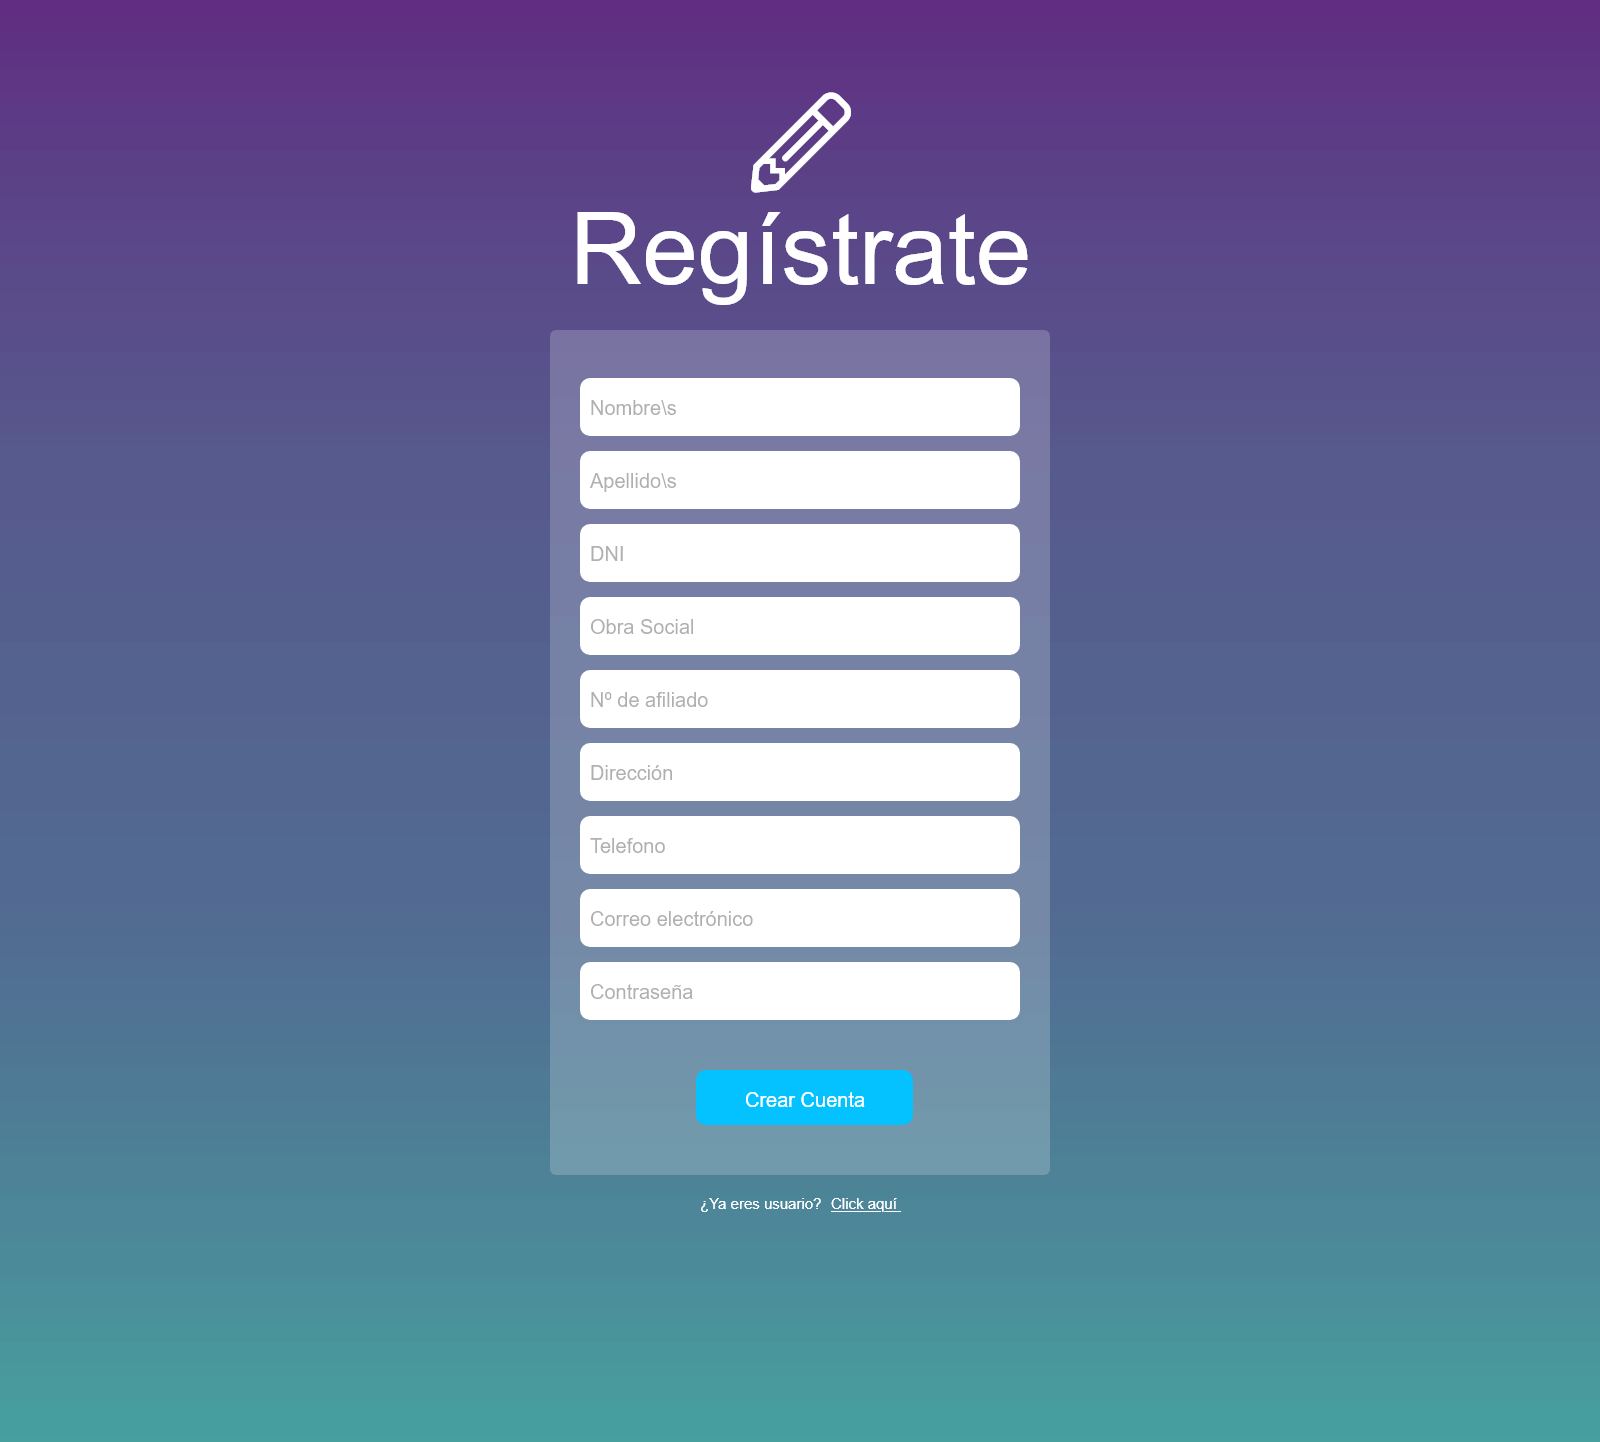 Regístrate
Nombre\s
Apellido\s
DNI
Obra Social
Nº de afiliado
Dirección
Telefono
Correo electrónico
Contraseña
Crear Cuenta
¿Ya eres usuario? Click aquí